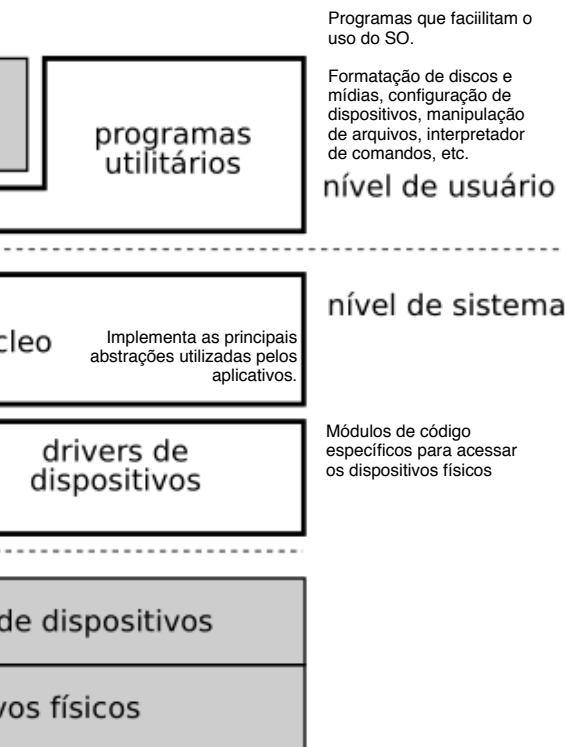 Programas que faciilitam o
uso do SO.
Formatação de discos e
mídias, configuração de
dispositivos, manipulação
de arquivos, interpretador
de comandos, etc.
programas
utilitários
nível de usuário
nível de sistema
cleo
Implementa as principais
abstrações utilizadas pelos
aplicativos.
drivers de
dispositivos
Módulos de código
específicos para acessar
os dispositivos físicos
de dispositivos
vos físicos